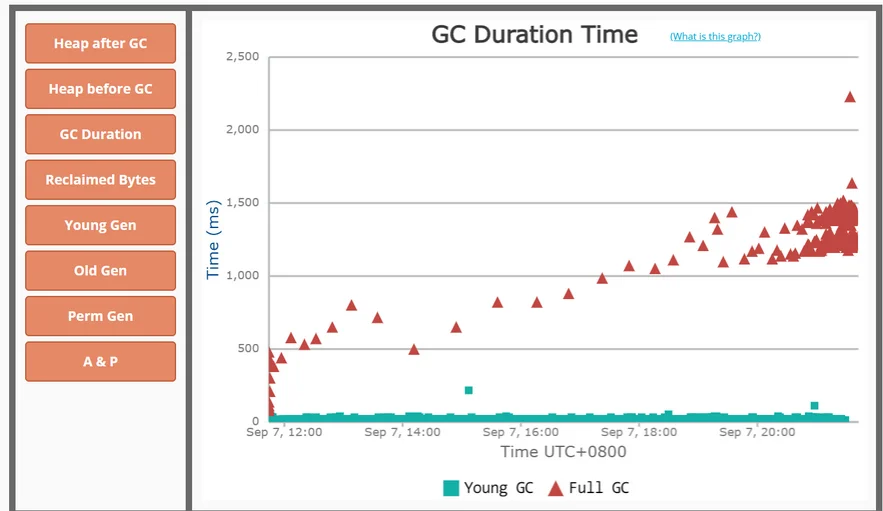 Heap after GC
Heap before GC
GC Duration
Reclaimed Bytes
Young Gen
Old Gen
Perm Gen
A & P
GC Duration Time
(What is this graph?)
Time (ms)
2,500
2,000
1,500
1,000
500
0
Sep 7, 12:00
Sep 7, 14:00
Sep 7, 16:00
Sep 7, 18:00
Sep 7, 20:00
Time UTC+0800
Young GC
Full GC